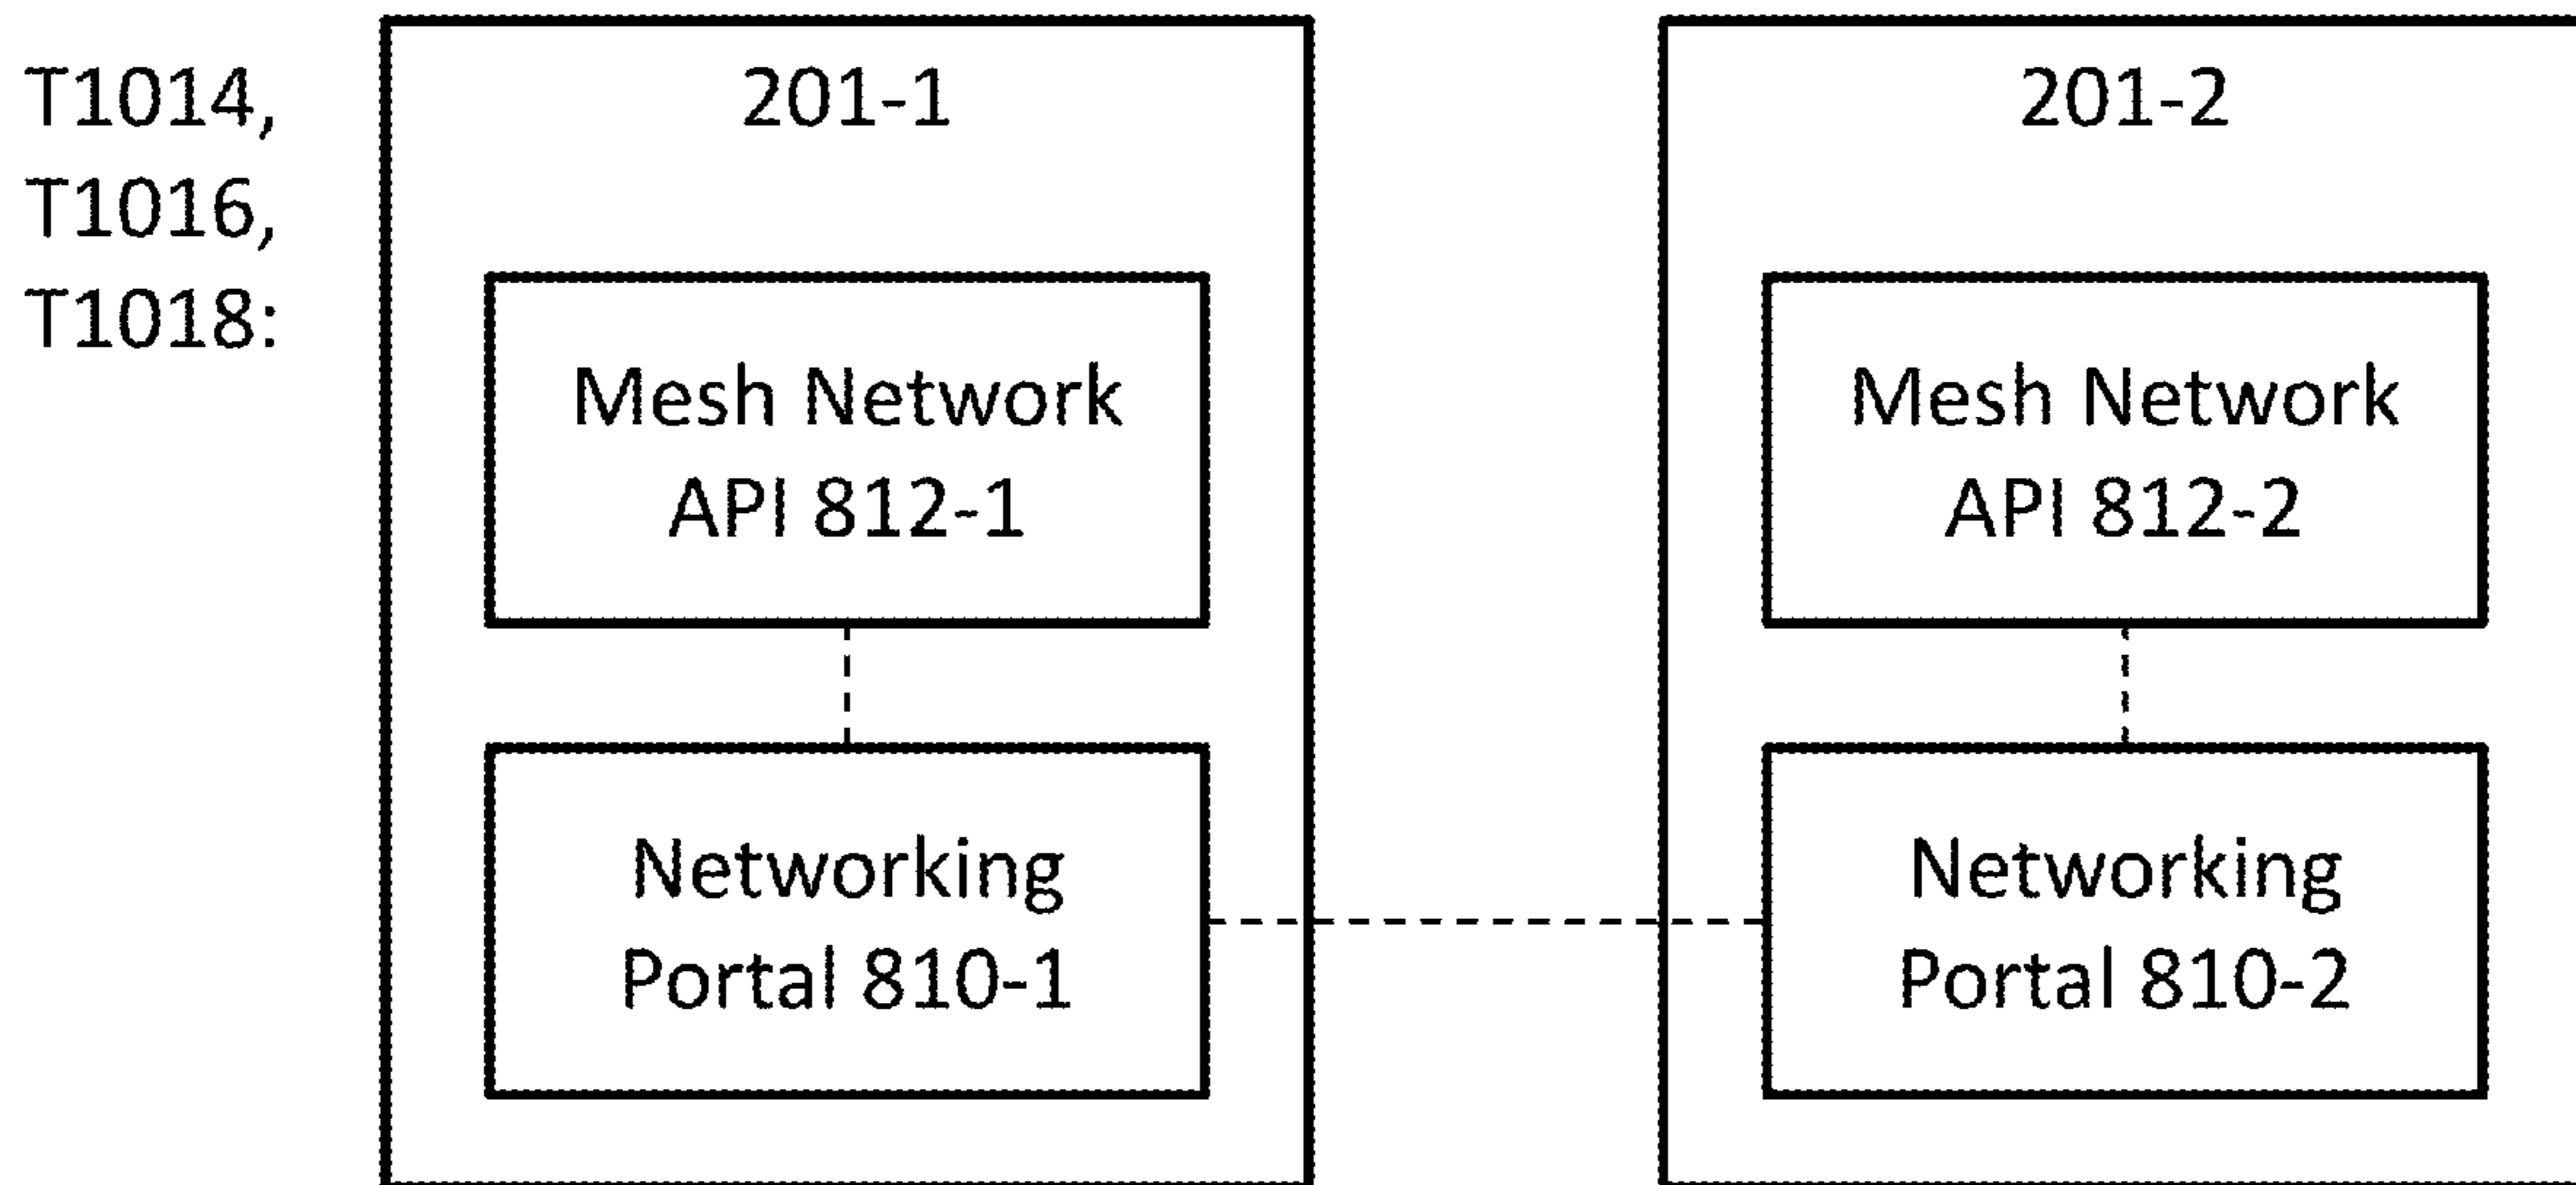 T1014,
T1016,
T1018:
201-1
Mesh Network
API 812-1
Networking
Portal 810-1
201-2
Mesh Network
API 812-2
Networking
Portal 810-2